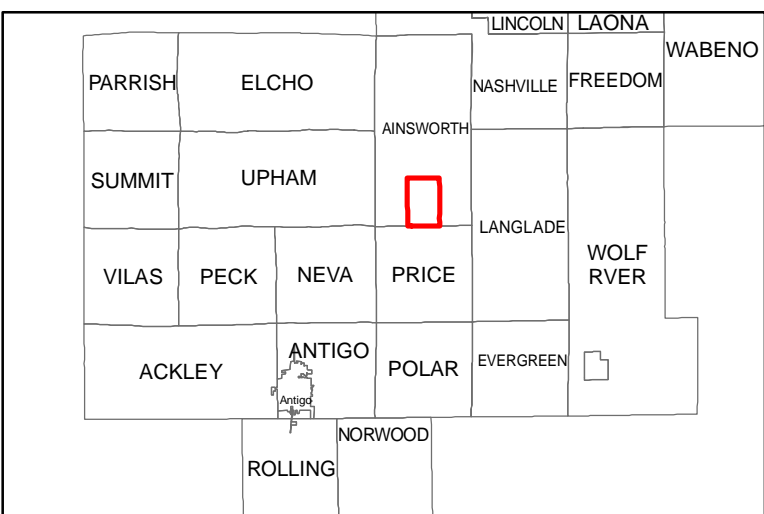 LINCOLN
LAONA
WABENO
PARRISH
ELCHO
NASHVILLE
FREEDOM
AINSWORTH
SUMMIT
UPHAM
LANGLADE
WOLF
RVER
VILAS
PECK
NEVA
PRICE
ANTIGO
ACKLEY
POLAR
EVERGREEN
Antigo
NORWOOD
ROLLING